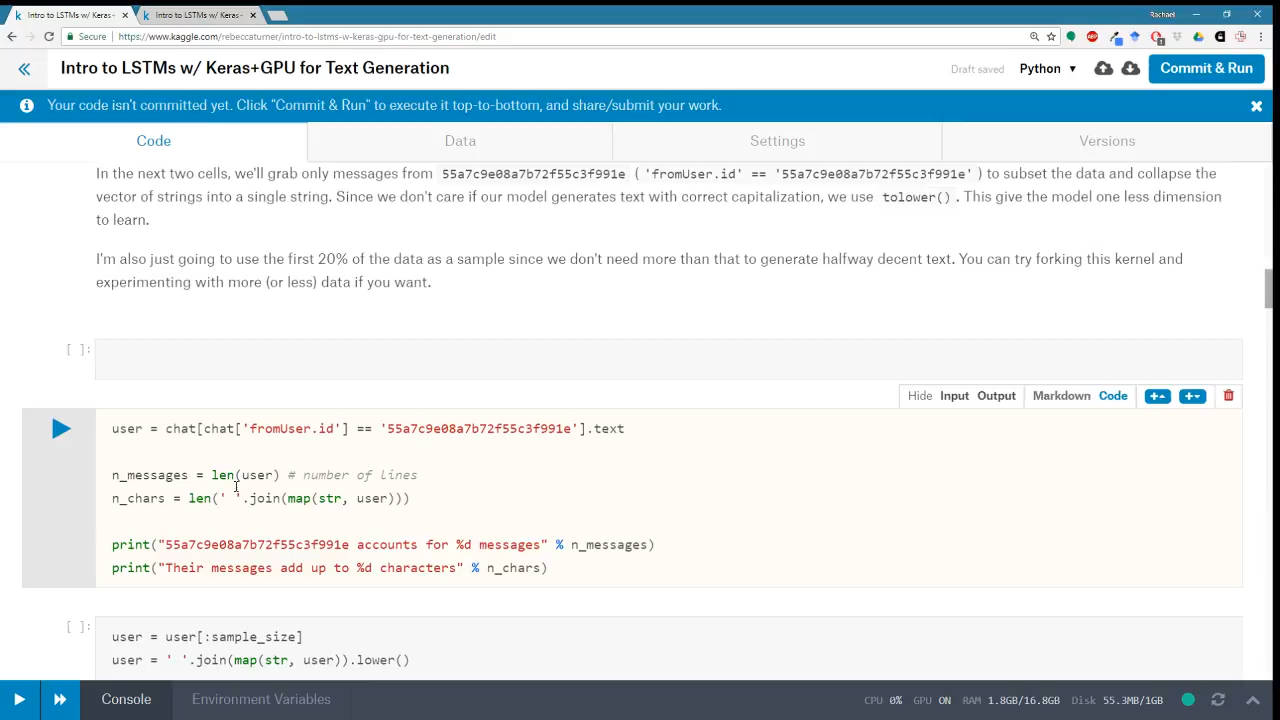 Intro to LSTMs w/ Keras-
Intro to LSTMs w/ Keras-
Rachael
Secure
https://www.kaggle.com/rebeccaturner/intro-to-lstms-w-keras-gpu-for-text-generation/edit
Intro to LSTMs w/ Keras+GPU for Text Generation
Draft saved
Python
Commit & Run
Your code isn't committed yet. Click "Commit & Run" to execute it top-to-bottom, and share/submit your work.
Code
Data
Settings
Versions
In the next two cells, we'll grab only messages from 55a7c9e08a7b72f55c3f991e ( 'fromUser.id' == '55a7c9e08a7b72f55c3f991e' ) to subset the data and collapse the
vector of strings into a single string. Since we don't care if our model generates text with correct capitalization, we use tolower() . This give the model one less dimension
to learn.
I'm also just going to use the first 20% of the data as a sample since we don't need more than that to generate halfway decent text. You can try forking this kernel and
experimenting with more (or less) data if you want.
[ ]:
Hide Input Output Markdown Code
user = chat[chat['fromUser.id'] == '55a7c9e08a7b72f55c3f991e'].text
n_messages = len(user) # number of lines
n_chars = len(' '.join(map(str, user)))
print("55a7c9e08a7b72f55c3f991e accounts for %d messages" % n_messages)
print("Their messages add up to %d characters" % n_chars)
[ ]:
user = user[:sample_size]
user = ' '.join(map(str, user)).lower()
Console
Environment Variables
CPU 0% GPU ON RAM 1.8GB/16.8GB Disk 55.3MB/1GB